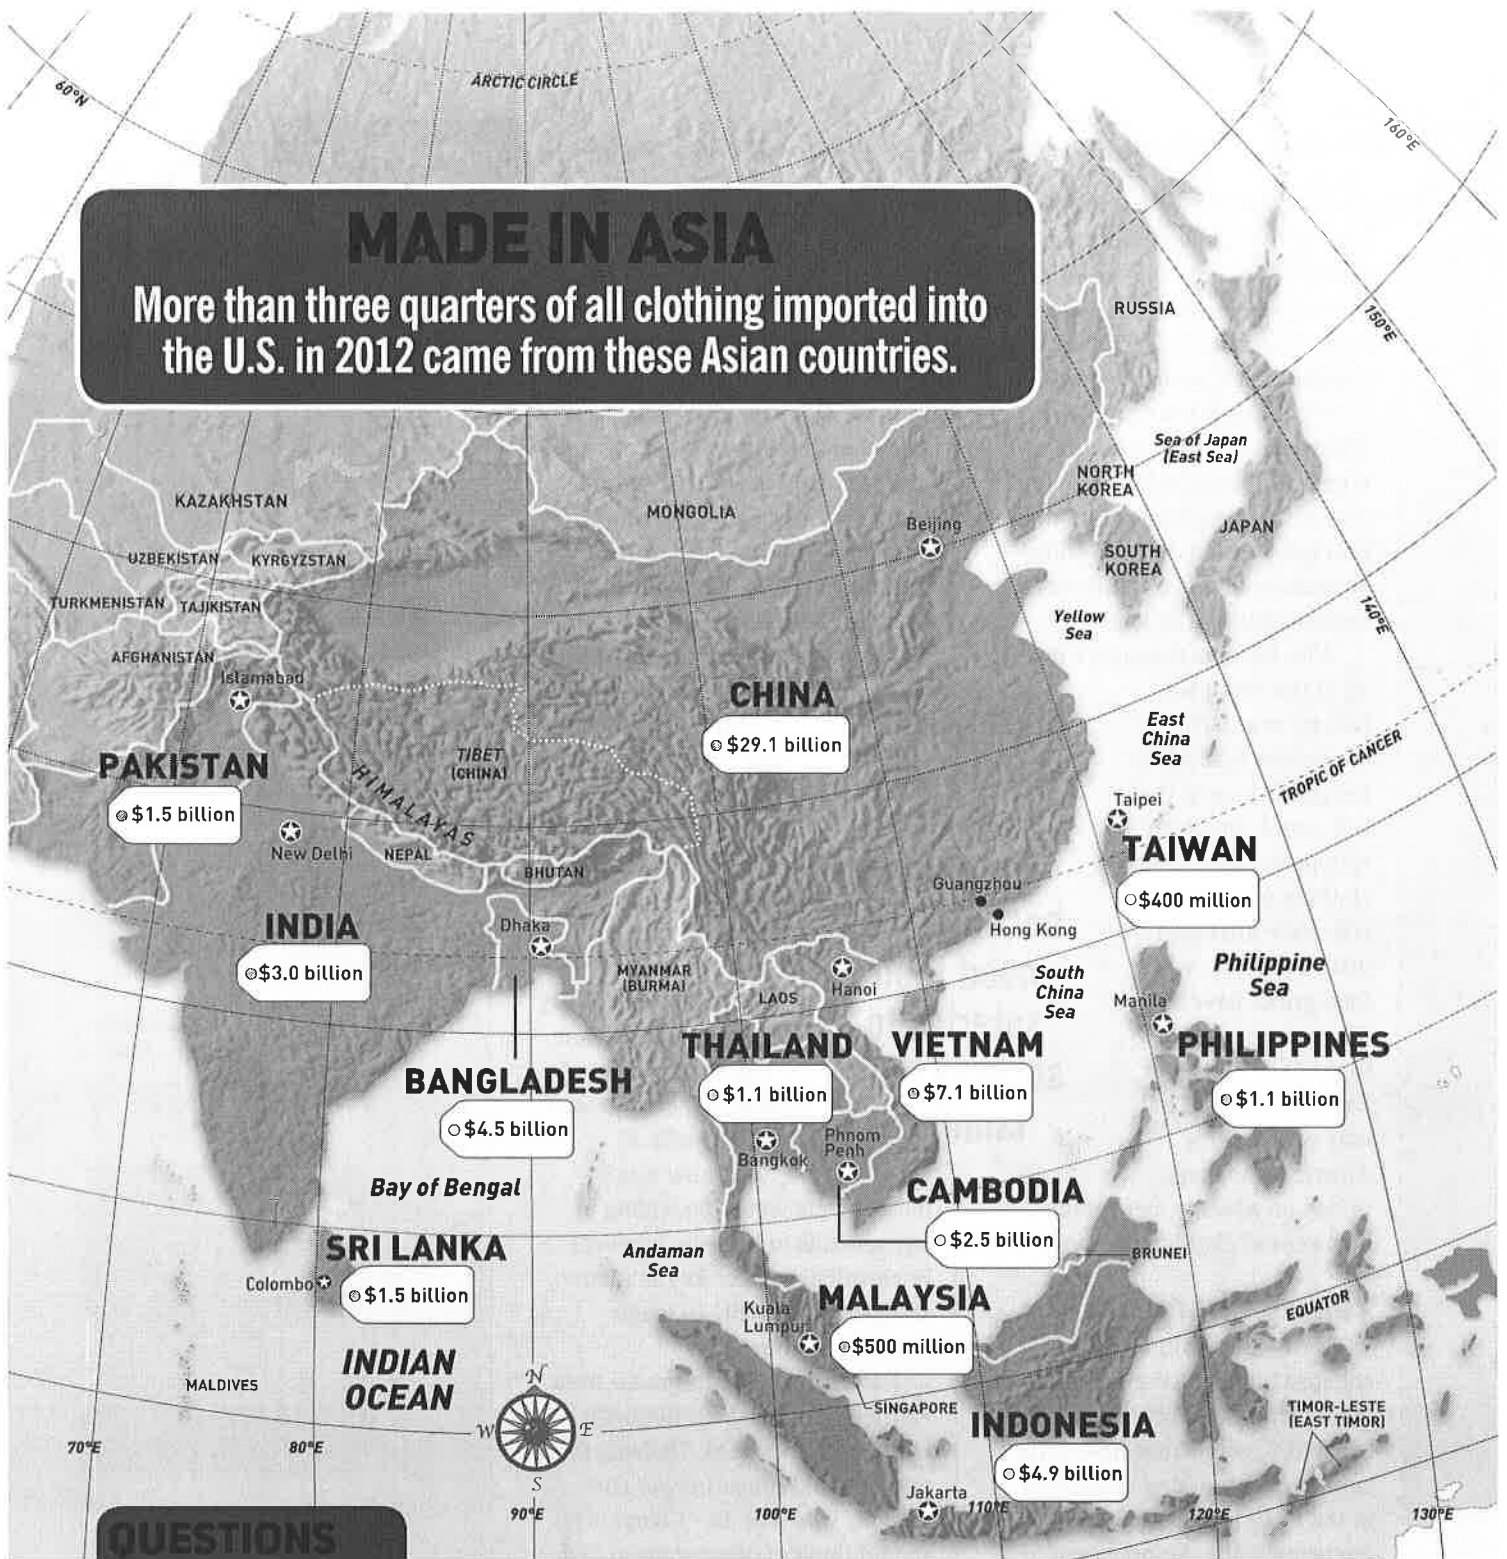 ARCTIC CIRCLE
60°N
160°E
MADE IN ASIA
More than three quarters of all clothing imported into
the U.S. in 2012 came from these Asian countries.
RUSSIA
150°E
Sea of Japan
(East Sea)
NORTH
KOREA
KAZAKHSTAN
MONGOLIA
Beijing
JAPAN
SOUTH
KOREA
UZBEKISTAN
KYRGYZSTAN
TURKMENISTAN
TAJIKISTAN
140°E
Yellow
Sea
AFGHANISTAN
Islamabad
CHINA
$29.1 billion
East
China
Sea
TIBET
(CHINA)
HIMALAYAS
TROPIC OF CANCER
PAKISTAN
$1.5 billion
New Delhi
NEPAL
BHUTAN
Taipei
TAIWAN
$400 million
Guangzhou
Hong Kong
INDIA
$3.0 billion
Dhaka
MYANMAR
(BURMA)
LAOS
Hanoi
South
China
Sea
Philippine
Sea
Manila
THAILAND
$1.1 billion
VIETNAM
$7.1 billion
PHILIPPINES
$1.1 billion
BANGLADESH
$4.5 billion
Bangkok
Phnom
Penh
Bay of Bengal
CAMBODIA
$2.5 billion
SRI LANKA
$1.5 billion
Colombo
Andaman
Sea
BRUNEI
MALAYSIA
$500 million
Kuala
Lumpur
EQUATOR
INDIAN
OCEAN
MALDIVES
N
W
E
S
SINGAPORE
INDONESIA
$4.9 billion
TIMOR-LESTE
(EAST TIMOR)
Jakarta
70°E
80°E
90°E
100°E
110°E
120°E
130°E
QUESTIONS